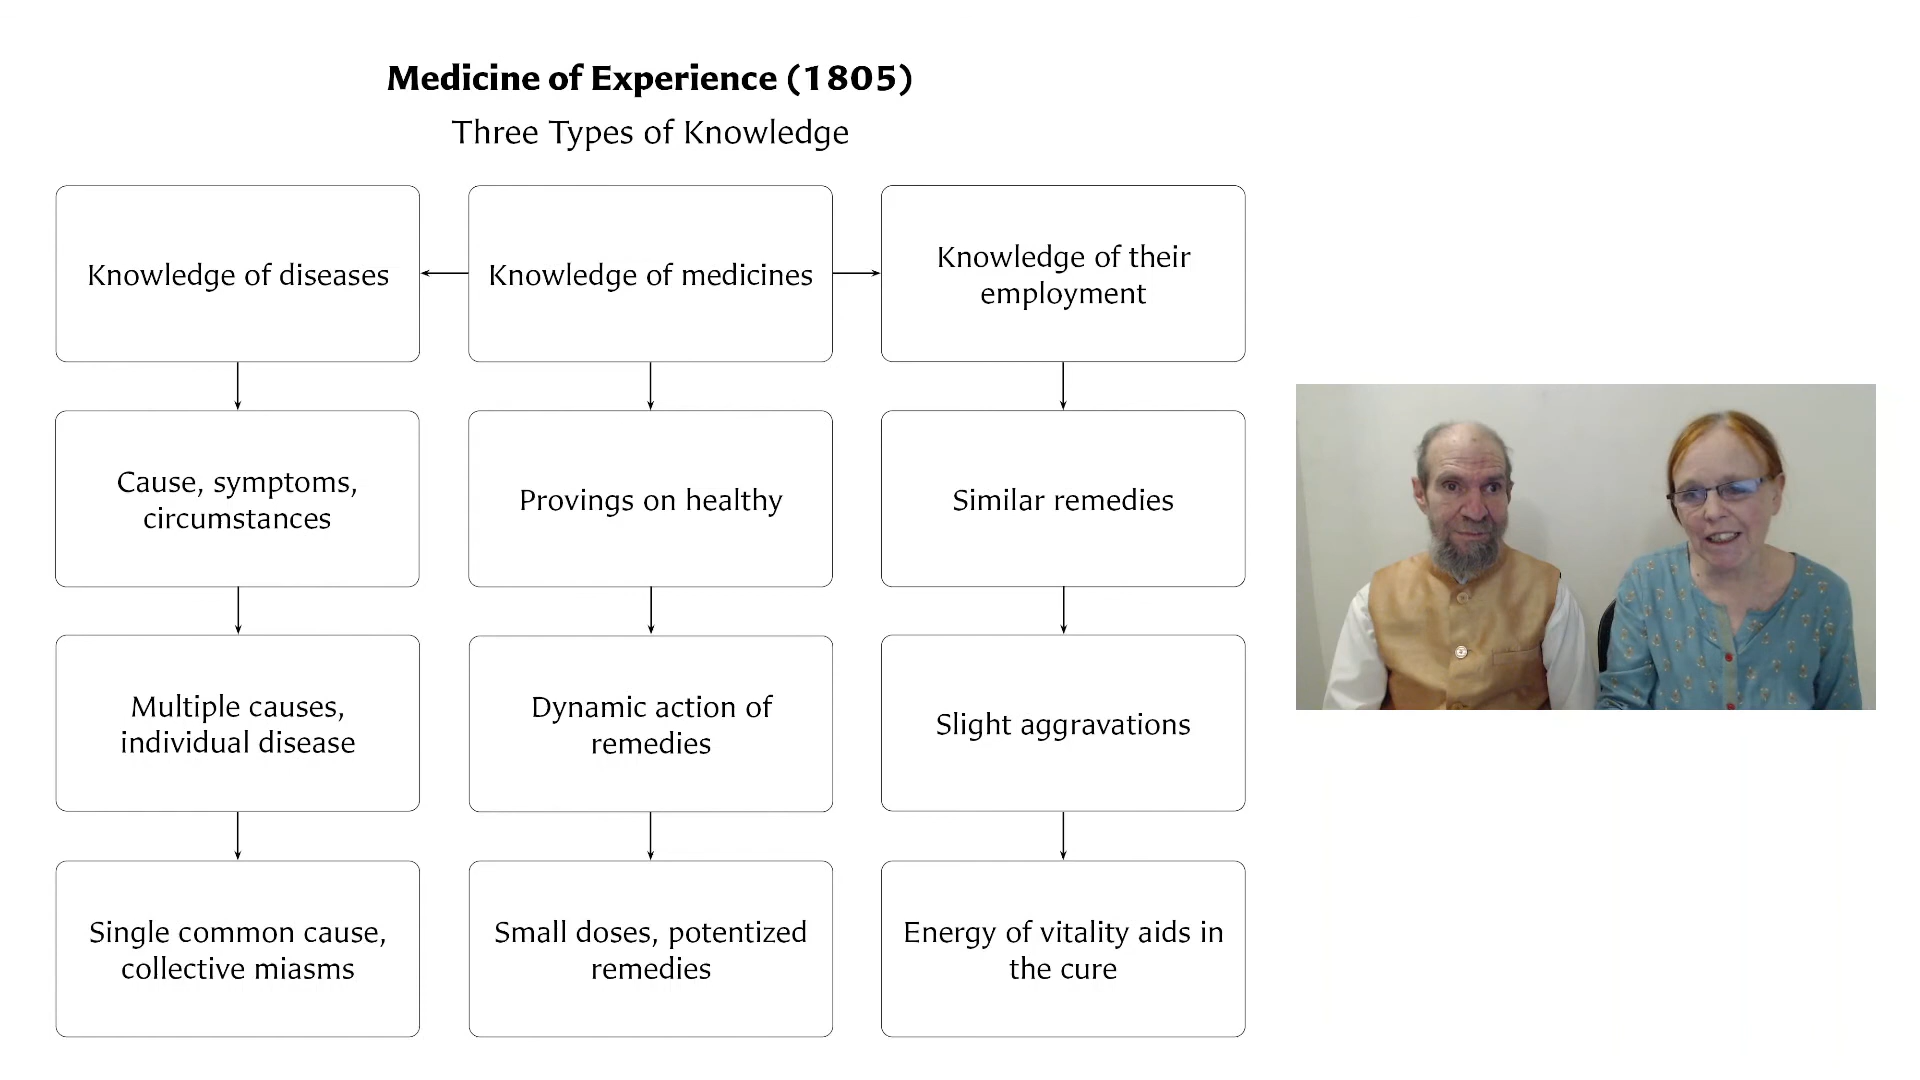 Medicine of Experience (1805)
Three Types of Knowledge
Knowledge of diseases
Knowledge of medicines
Knowledge of their
employment
Cause, symptoms,
circumstances
Provings on healthy
Similar remedies
Multiple causes,
individual disease
Dynamic action of
remedies
Slight aggravations
Single common cause,
collective miasms
Small doses, potentized
remedies
Energy of vitality aids in
the cure